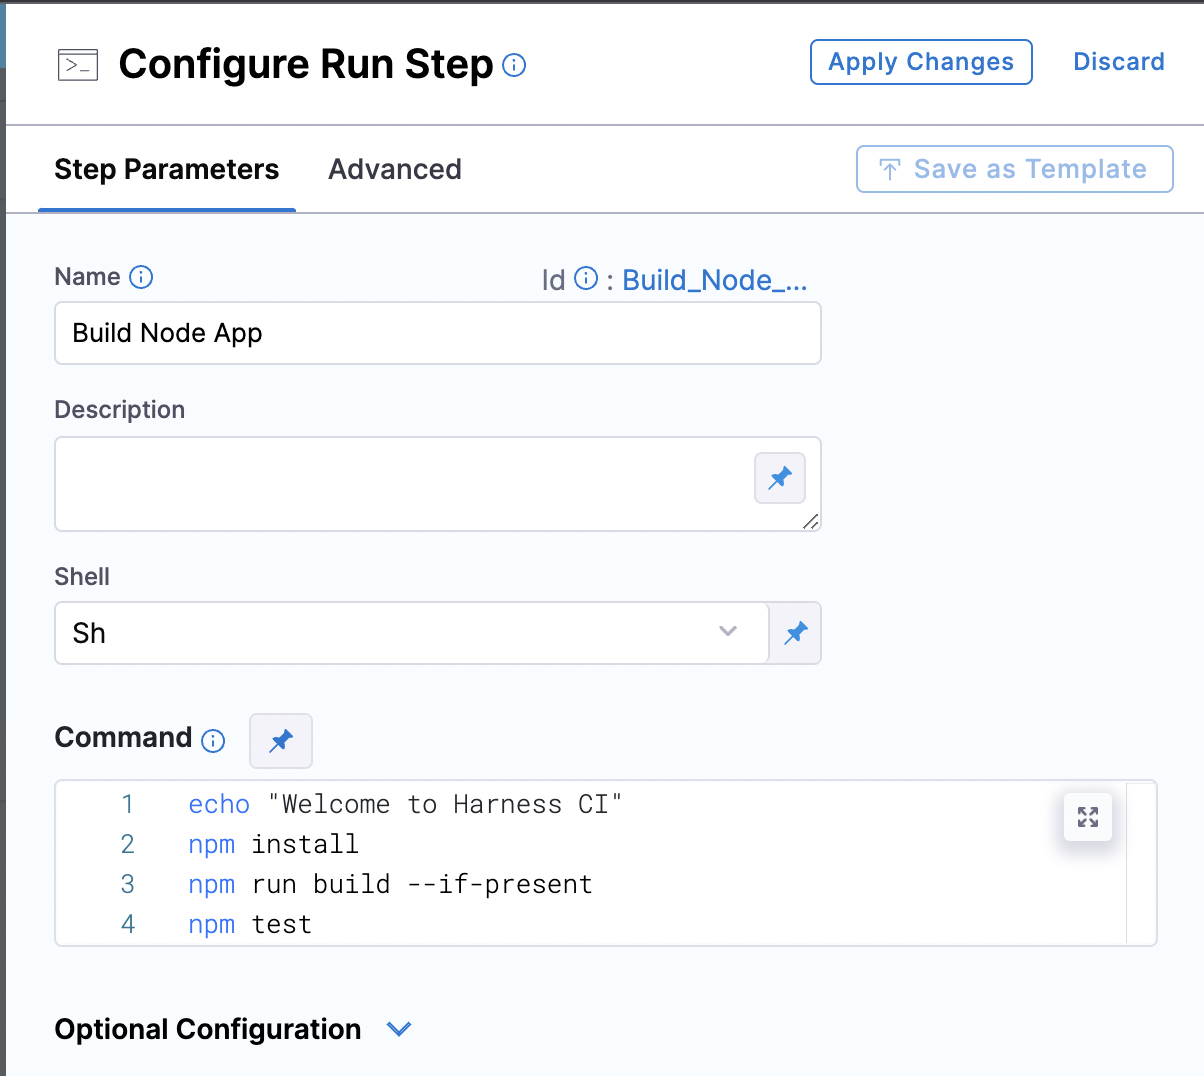 Configure Run Step
Apply Changes
Discard
Step Parameters
Advanced
Save as Template
Name
Id : Build_Node_...
Build Node App
Description
Shell
Sh
Command
1 echo "Welcome to Harness CI"
2 npm install
3 npm run build --if-present
4 npm test
Optional Configuration